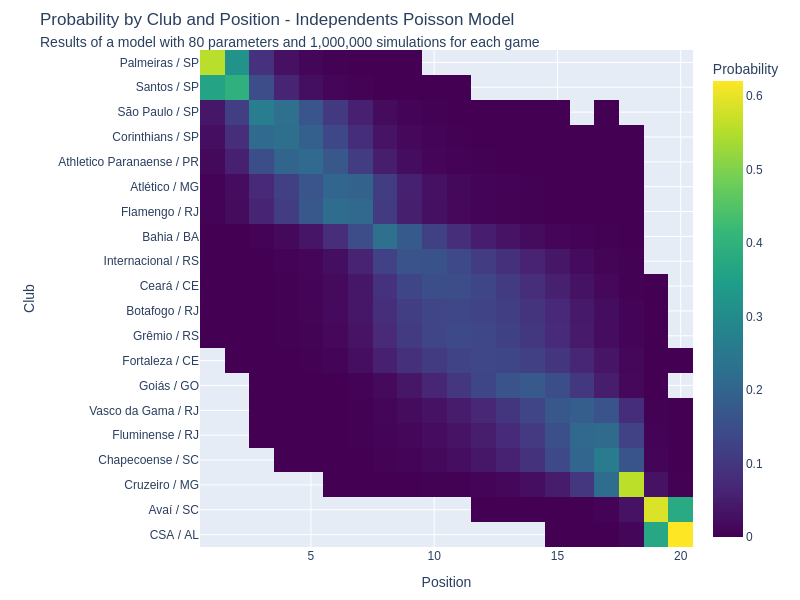 Probability by Club and Position - Independents Poisson Model
Results of a model with 80 parameters and 1,000,000 simulations for each game
Probability
Palmeiras / SP
Santos / SP
São Paulo / SP
Corinthians / SP
Athletico Paranaense / PR
Atlético / MG
Flamengo / RJ
Bahia / BA
Internacional / RS
Ceará / CE
Botafogo / RJ
Grêmio / RS
Fortaleza / CE
Goiás / GO
Vasco da Gama / RJ
Fluminense / RJ
Chapecoense / SC
Cruzeiro / MG
Avaí / SC
CSA / AL
Club
5
10
15
20
Position
0.6
0.5
0.4
0.3
0.2
0.1
0